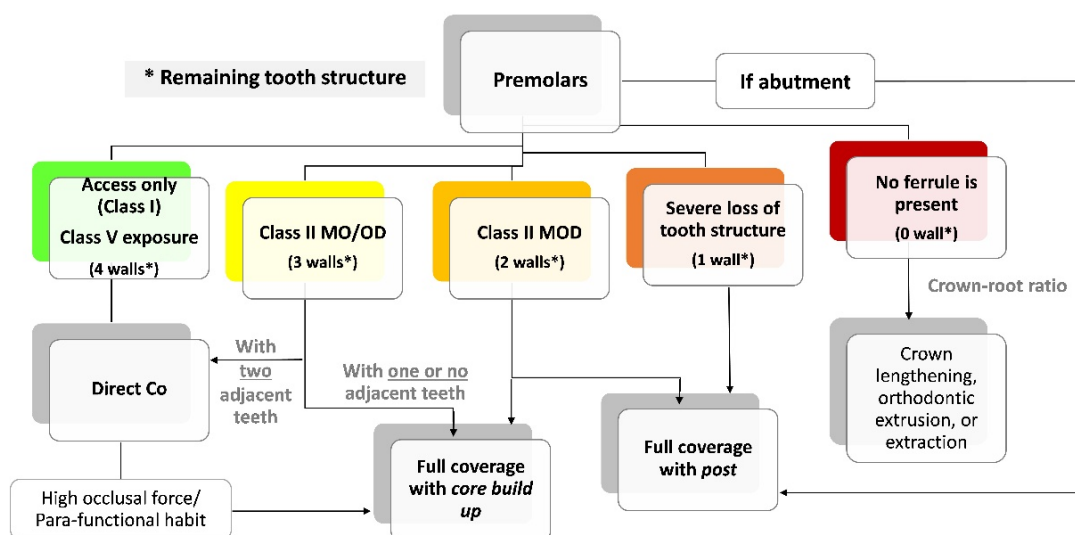 * Remaining tooth structure
Premolars
If abutment
Access only
(Class I)
Class V exposure
(4 walls*)
Class II MO/OD
(3 walls*)
Class II MOD
(2 walls*)
Severe loss of
tooth structure
(1 wall*)
No ferrule is
present
(0 wall*)
Crown-root ratio
Direct Co
With
two
adjacent
teeth
With one or no
adjacent teeth
Full coverage
with core build
up
Full coverage
with post
Crown
lengthening,
orthodontic
extrusion, or
extraction
High occlusal force/
Para-functional habit